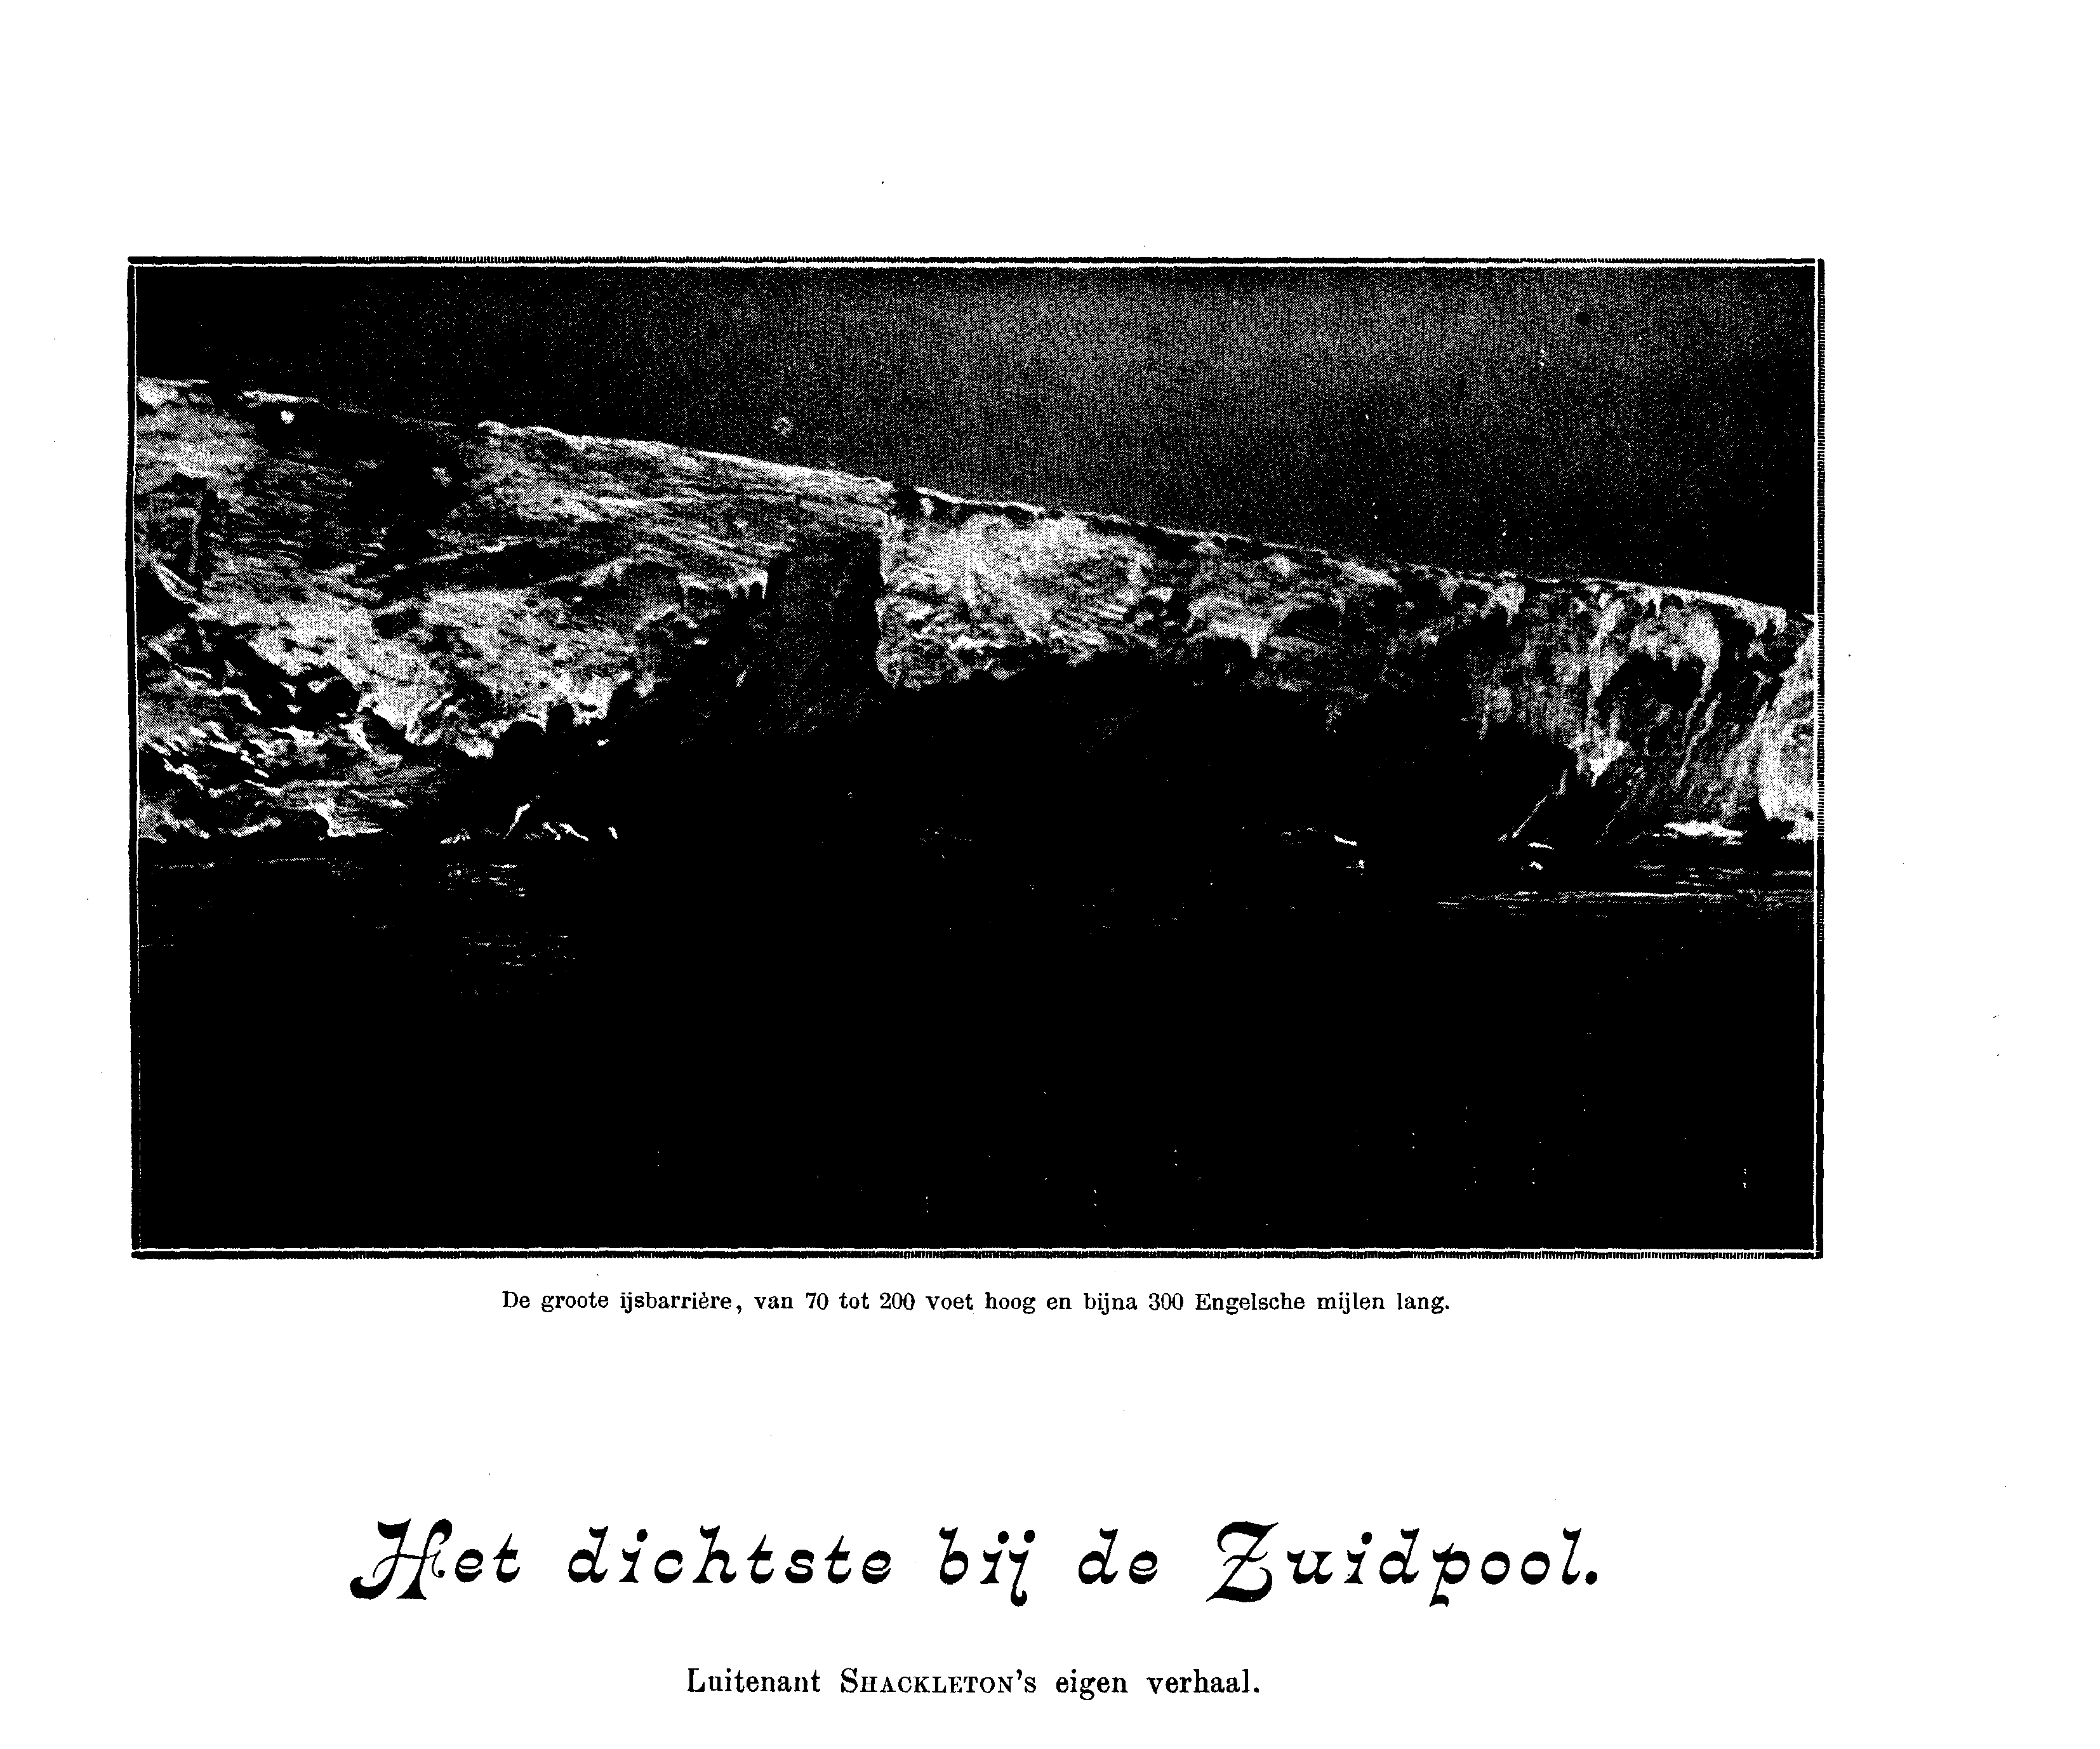 De groote ijsbarrière, van 70 tot 200 voet hoog en bijna 300 Engelsche mijlen lang.
Het dichtste bij de Zuidpool.
Luitenant SHACKLETON's eigen verhaal.